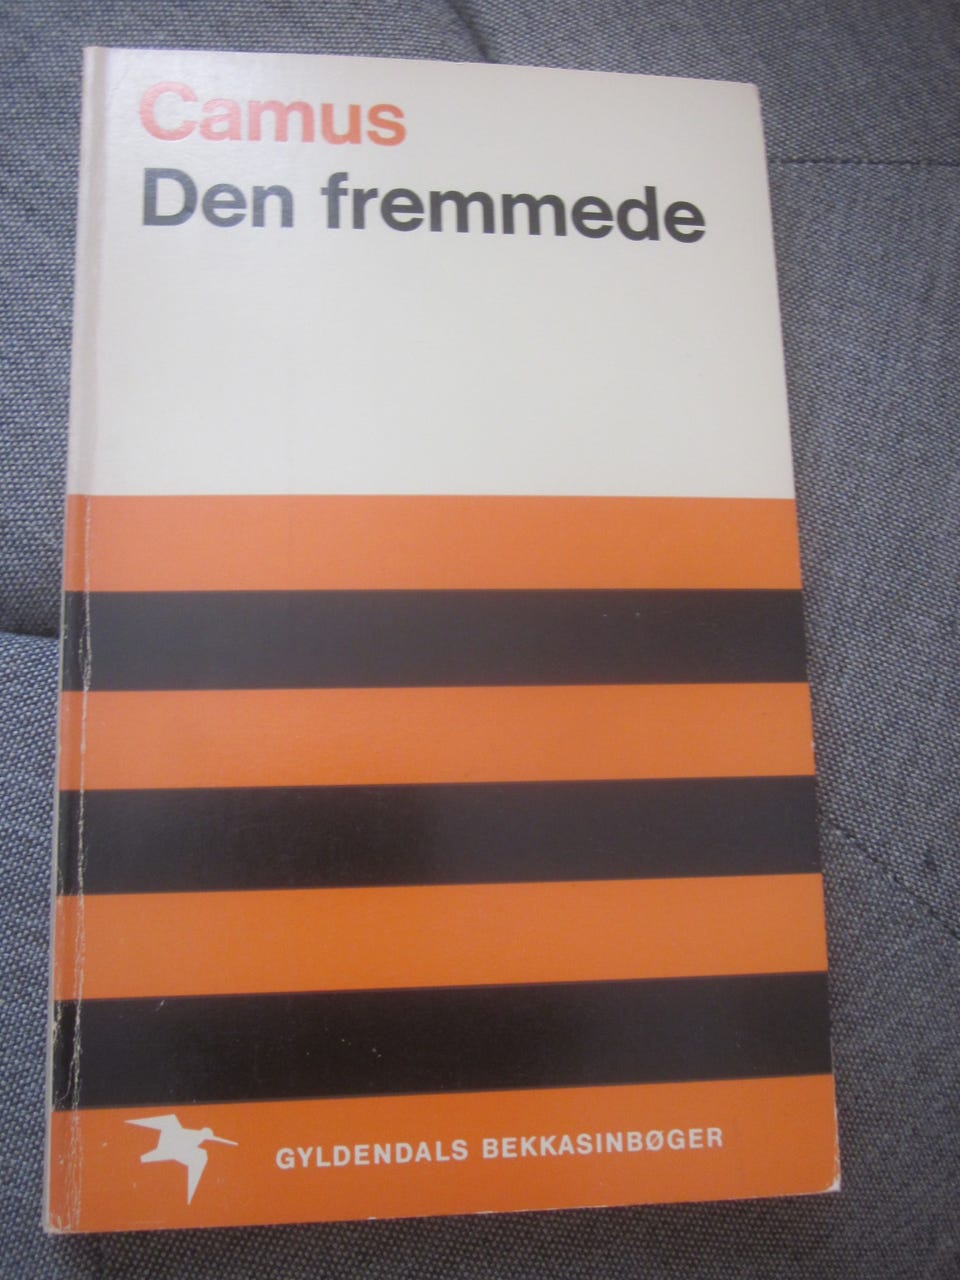 Camus
Den fremmede
GYLDENDALS BEKKASINBØGER